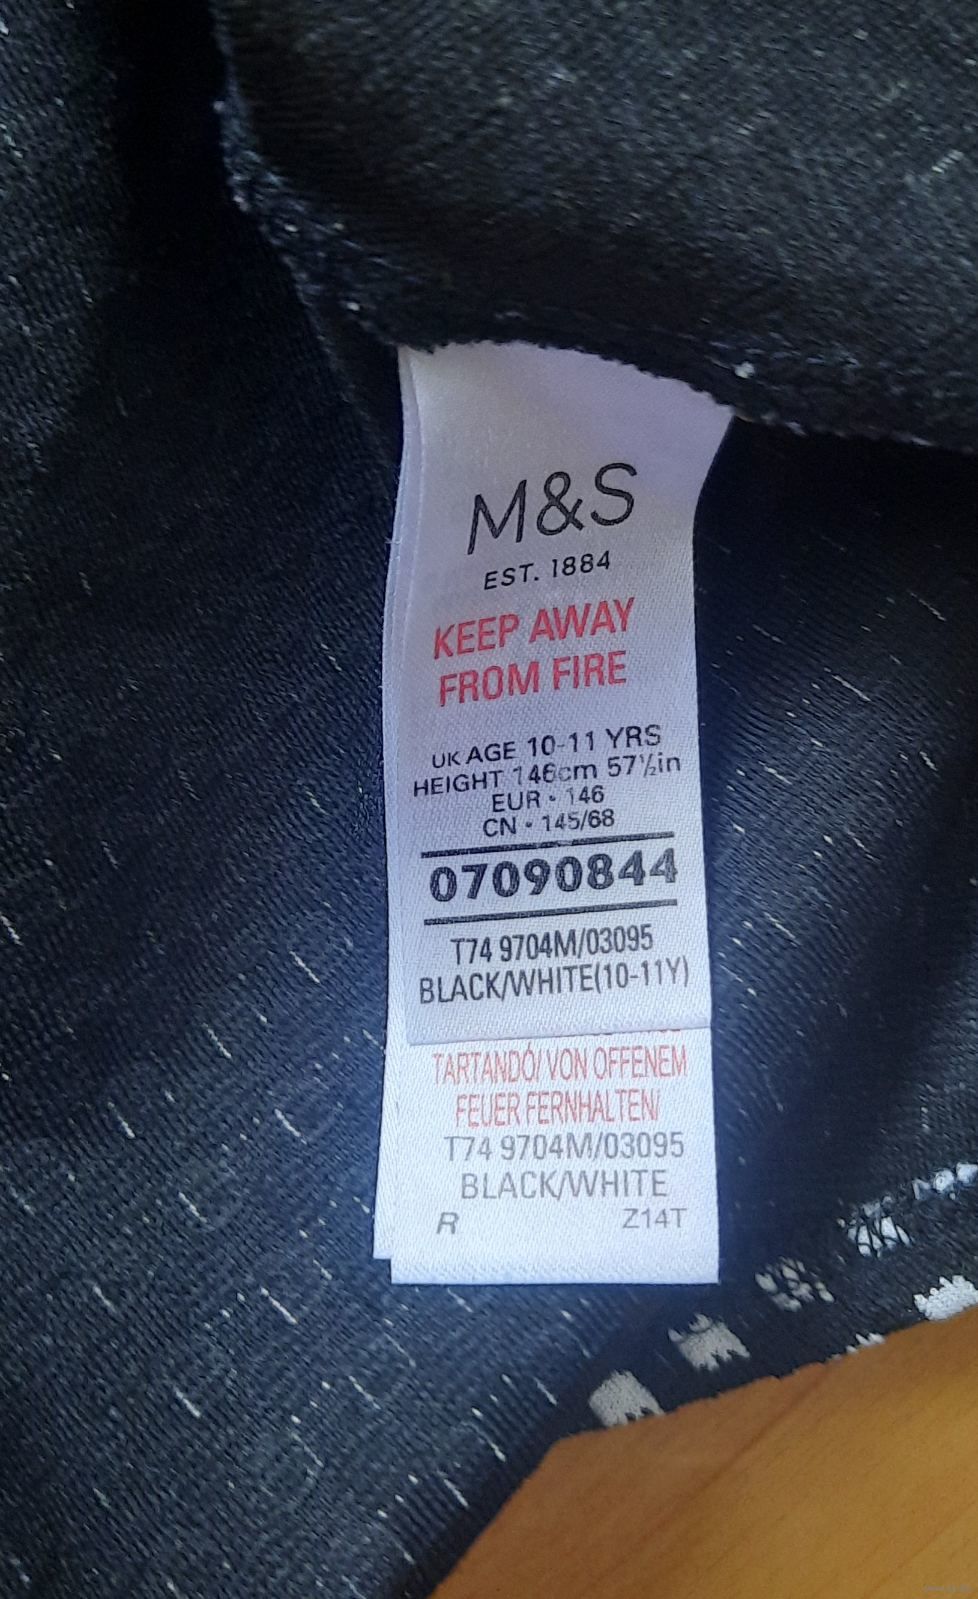 M&S
EST. 1884
KEEP AWAY
FROM FIRE
UK AGE 10-11 YRS
HEIGHT 146cm 57½in
EUR • 146
CN • 145/68
07090844
T74 9704M/03095
BLACK/WHITE(10-11Y)
TARTANDÓ/ VON OFFENEM
FEUER FERNHALTEN/
T74 9704M/03095
BLACK/WHITE
R Z14T